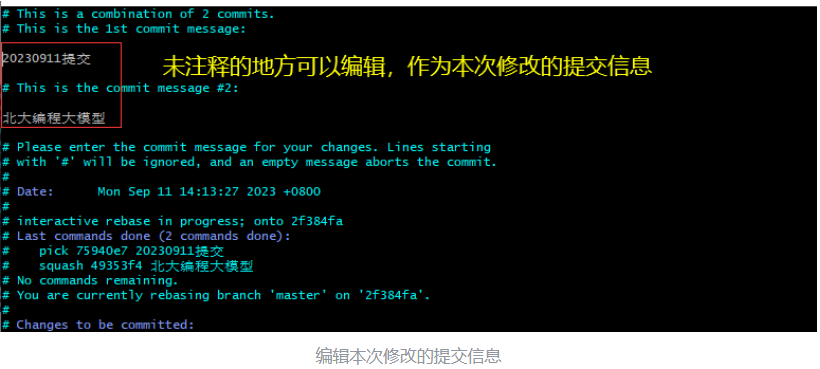 # This is a combination of 2 commits.
# This is the 1st commit message:
20230911提交
未注释的地方可以编辑，作为本次修改的提交信息
# This is the commit message #2:
北大编程大模型
# Please enter the commit message for your changes. Lines starting
# with '#' will be ignored, and an empty message aborts the commit.
#
# Date:      Mon Sep 11 14:13:27 2023 +0800
#
# interactive rebase in progress; onto 2f384fa
# Last commands done (2 commands done):
#    pick 75940e7 20230911提交
#    squash 49353f4 北大编程大模型
# No commands remaining.
# You are currently rebasing branch 'master' on '2f384fa'.
#
# Changes to be committed:
编辑本次修改的提交信息